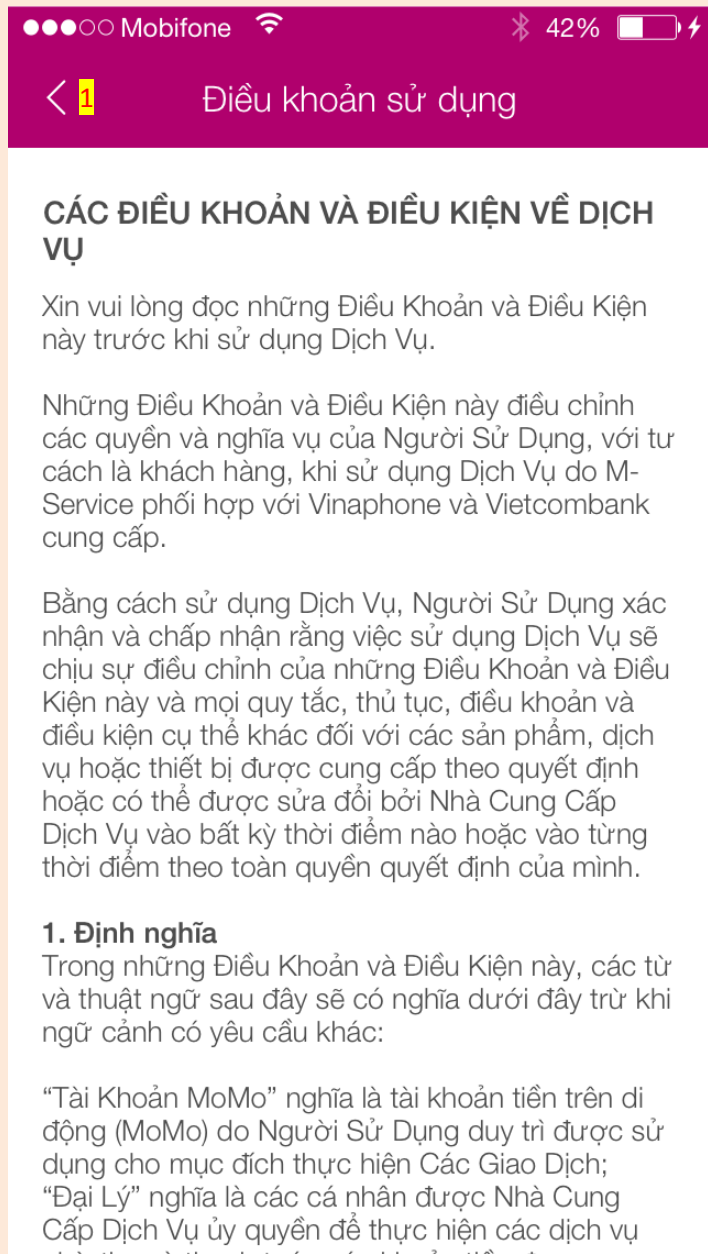 Mobifone 42%
1 Điều khoản sử dụng
CÁC ĐIỀU KHOẢN VÀ ĐIỀU KIỆN VỀ DỊCH
VỤ
Xin vui lòng đọc những Điều Khoản và Điều Kiện
này trước khi sử dụng Dịch Vụ.
Những Điều Khoản và Điều Kiện này điều chỉnh
các quyền và nghĩa vụ của Người Sử Dụng, với tư
cách là khách hàng, khi sử dụng Dịch Vụ do M-
Service phối hợp với Vinaphone và Vietcombank
cung cấp.
Bằng cách sử dụng Dịch Vụ, Người Sử Dụng xác
nhận và chấp nhận rằng việc sử dụng Dịch Vụ sẽ
chịu sự điều chỉnh của những Điều Khoản và Điều
Kiện này và mọi quy tắc, thủ tục, điều khoản và
điều kiện cụ thể khác đối với các sản phẩm, dịch
vụ hoặc thiết bị được cung cấp theo quyết định
hoặc có thể được sửa đổi bởi Nhà Cung Cấp
Dịch Vụ vào bất kỳ thời điểm nào hoặc vào từng
thời điểm theo toàn quyền quyết định của mình.
1. Định nghĩa
Trong những Điều Khoản và Điều Kiện này, các từ
và thuật ngữ sau đây sẽ có nghĩa dưới đây trừ khi
ngữ cảnh có yêu cầu khác:
“Tài Khoản MoMo” nghĩa là tài khoản tiền trên di
động (MoMo) do Người Sử Dụng duy trì được sử
dụng cho mục đích thực hiện Các Giao Dịch;
“Đại Lý” nghĩa là các cá nhân được Nhà Cung
Cấp Dịch Vụ ủy quyền để thực hiện các dịch vụ